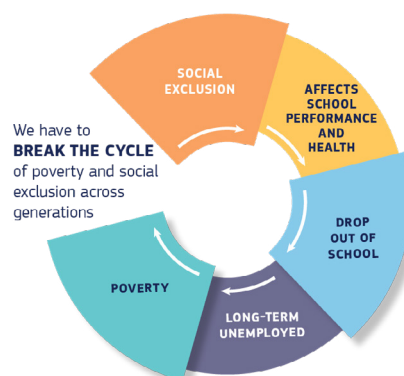 SOCIAL
EXCLUSION
AFFECTS
SCHOOL
PERFORMANCE
AND
HEALTH
We have to
BREAK THE CYCLE
of poverty and social
exclusion across
generations
DROP
OUT OF
SCHOOL
LONG-TERM
UNEMPLOYED
POVERTY